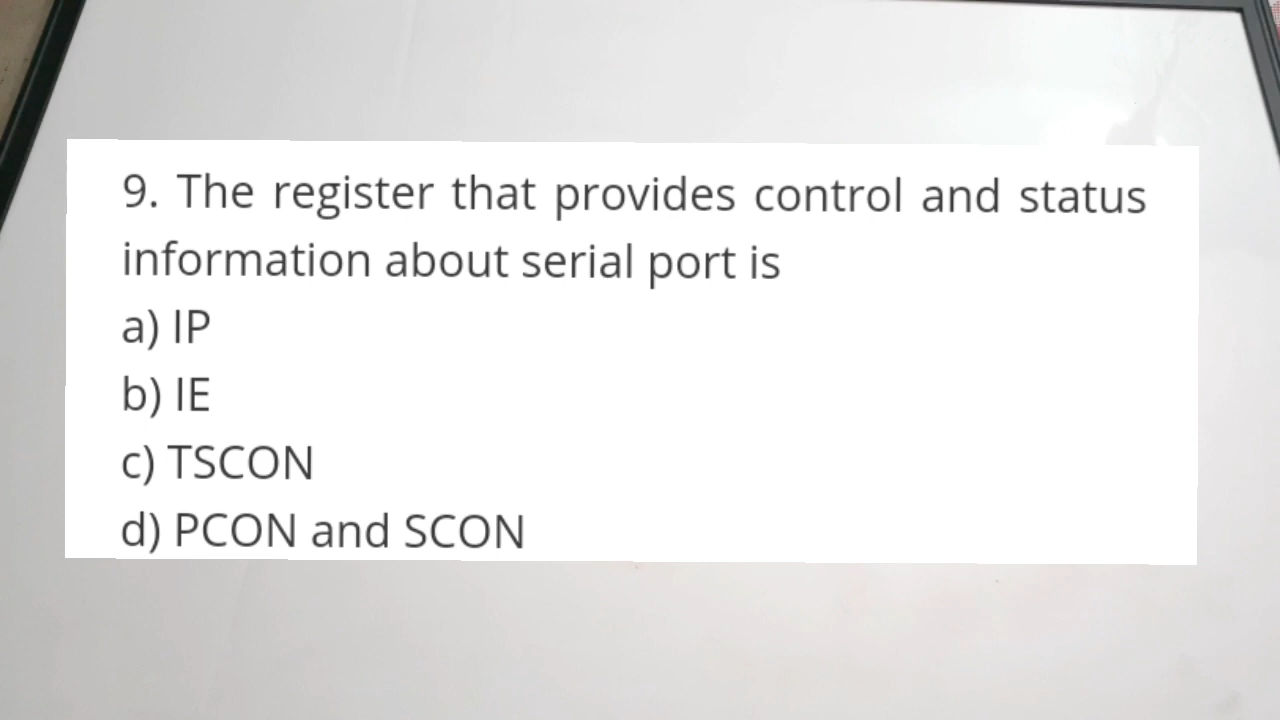 9. The register that provides control and status
information about serial port is
a) IP
b) IE
c) TSCON
d) PCON and SCON